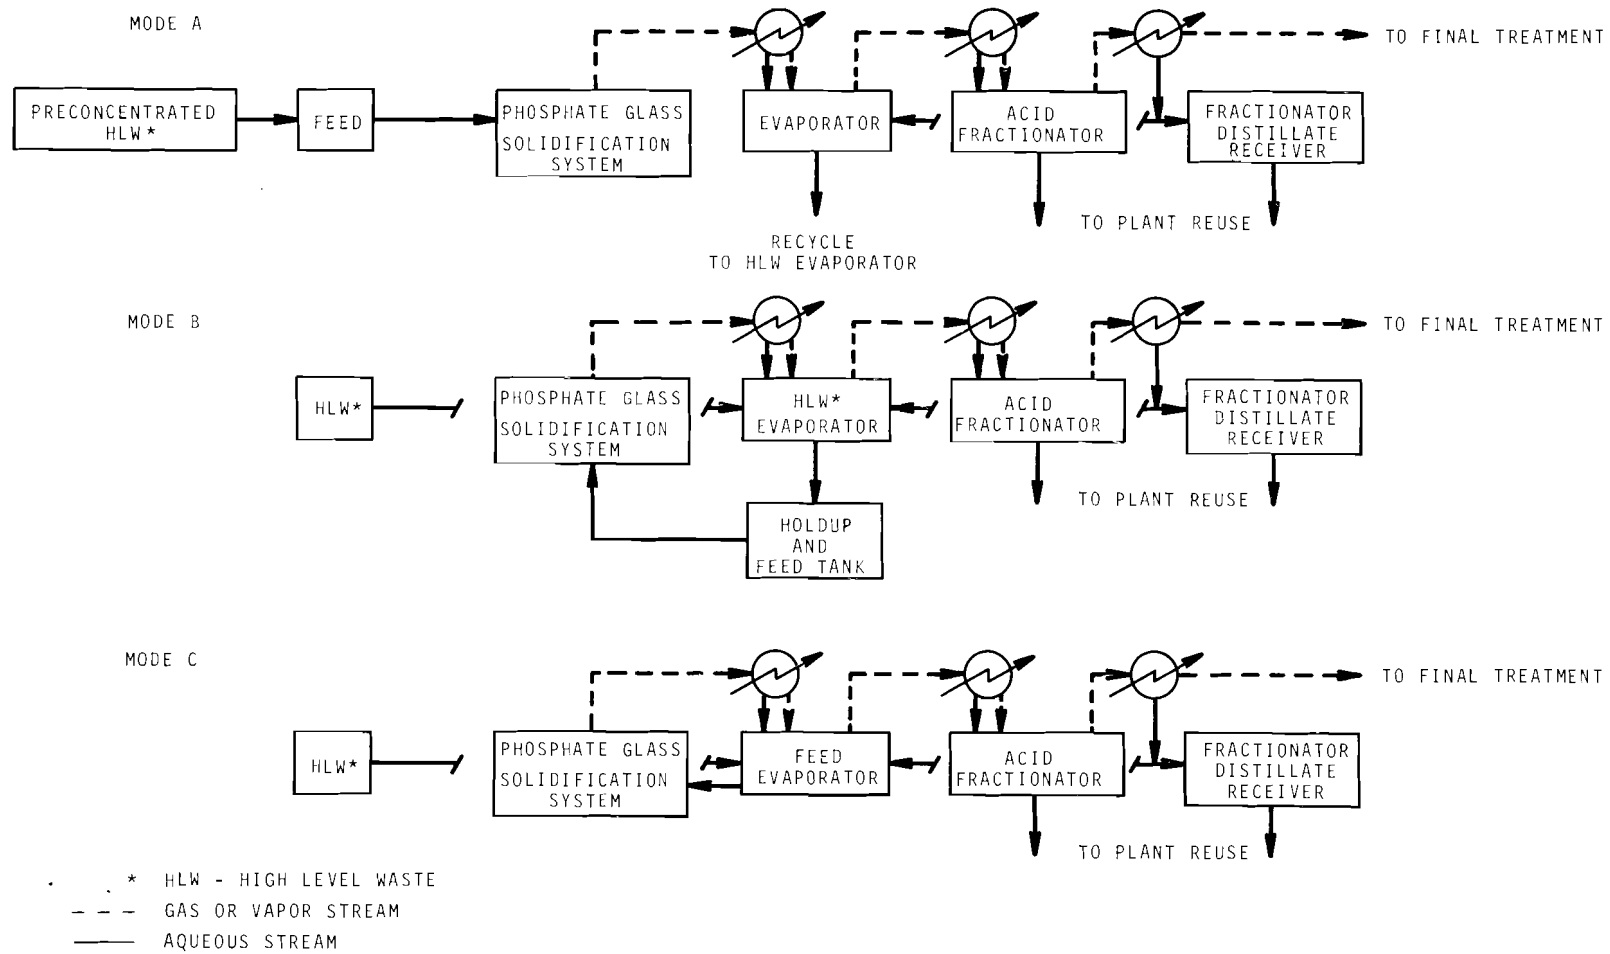 MODE A
TO FINAL TREATMENT
PRECONCENTRATED
HLW*
FEED
PHOSPHATE GLASS
SOLIDIFICATION
SYSTEM
EVAPORATOR
ACID
FRACTIONATOR
FRACTIONATOR
DISTILLATE
RECEIVER
TO PLANT REUSE
RECYCLE
TO HLW EVAPORATOR
MODE B
TO FINAL TREATMENT
HLW*
PHOSPHATE GLASS
SOLIDIFICATION
SYSTEM
HLW*
EVAPORATOR
ACID
FRACTIONATOR
FRACTIONATOR
DISTILLATE
RECEIVER
TO PLANT REUSE
HOLDUP
AND
FEED TANK
MODE C
TO FINAL TREATMENT
HLW*
PHOSPHATE GLASS
SOLIDIFICATION
SYSTEM
FEED
EVAPORATOR
ACID
FRACTIONATOR
FRACTIONATOR
DISTILLATE
RECEIVER
TO PLANT REUSE
* HLW - HIGH LEVEL WASTE
GAS OR VAPOR STREAM
AQUEOUS STREAM